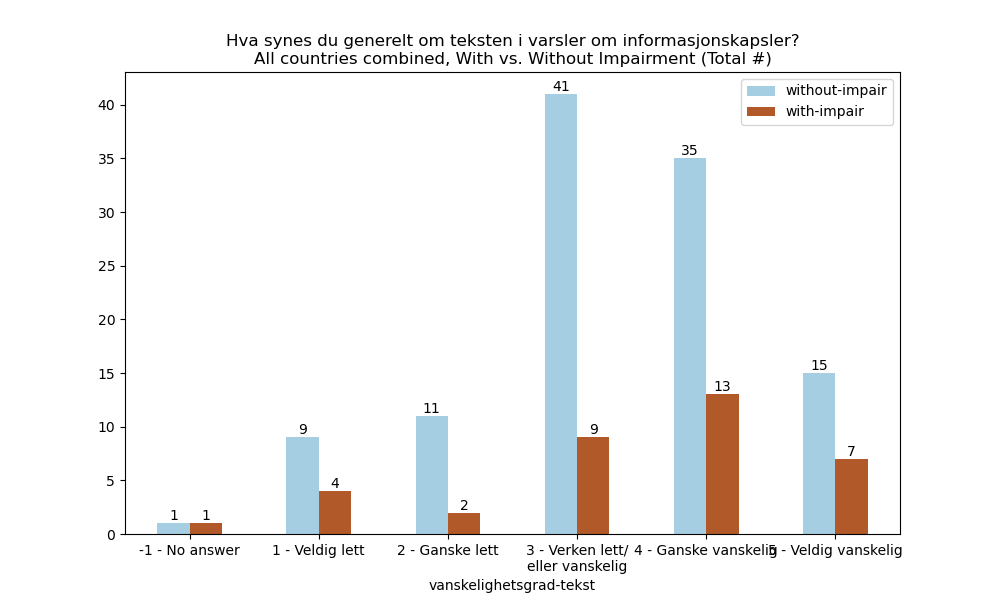 Hva synes du generelt om teksten i varsler om informasjonskapsler?
All countries combined, With vs. Without Impairment (Total #)
without-impair
with-impair
40
35
30
25
20
15
10
5
0
1
1
9
4
11
2
41
9
35
13
15
7
-1 - No answer
1 - Veldig lett
2 - Ganske lett
3 - Verken lett/
eller vanskelig
4 - Ganske vanskelig
5 - Veldig vanskelig
vanskelighetsgrad-tekst